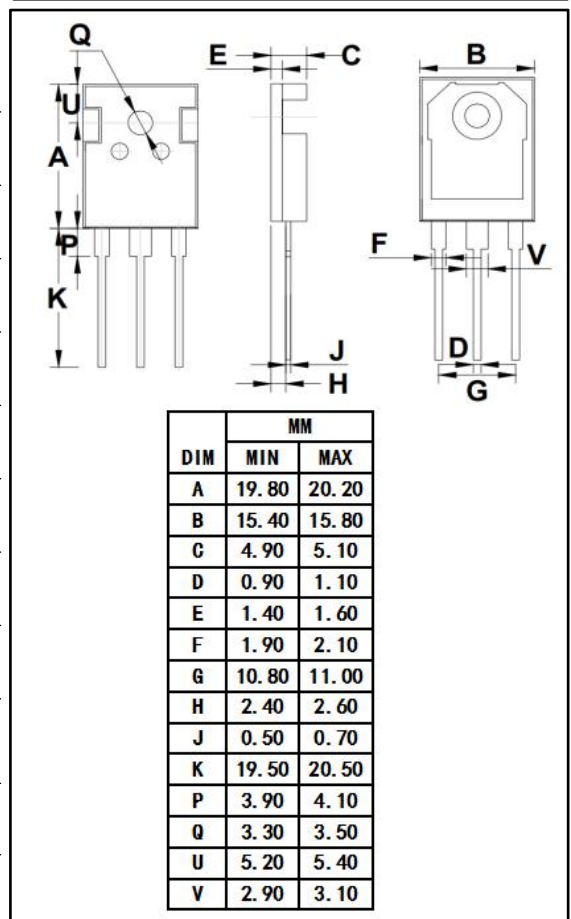 Q
E
C
B
U
A
P
K
F
V
J
H
D
G
MM
DIM MIN MAX
A 19.80 20.20
B 15.40 15.80
C 4.90 5.10
D 0.90 1.10
E 1.40 1.60
F 1.90 2.10
G 10.80 11.00
H 2.40 2.60
J 0.50 0.70
K 19.50 20.50
P 3.90 4.10
Q 3.30 3.50
U 5.20 5.40
V 2.90 3.10